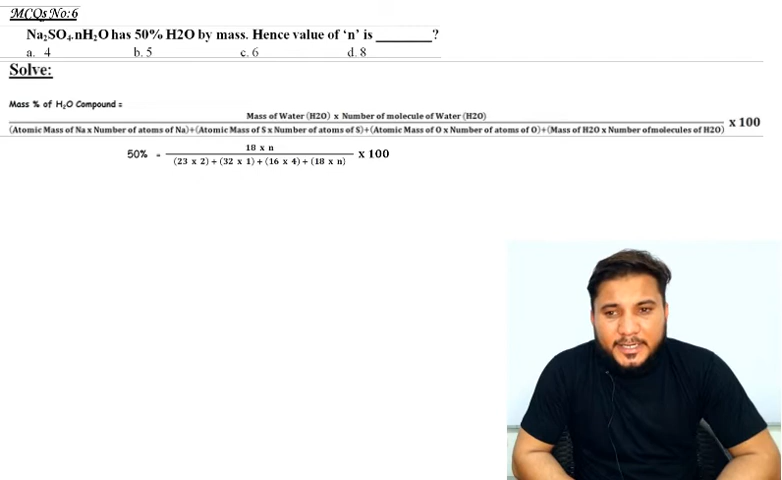 MCQs No:6
Na₂SO₄.nH₂O has 50% H2O by mass. Hence value of ‘n’ is _______?
a. 4 b. 5 c. 6 d. 8
Solve:
Mass % of H₂O Compound =
Mass of Water (H2O) x Number of molecule of Water (H2O)
(Atomic Mass of Na x Number of atoms of Na)+(Atomic Mass of S x Number of atoms of S)+(Atomic Mass of O x Number of atoms of O)+(Mass of H2O x Number ofmolecules of H2O)
x 100
18 x n
50% =
(23 x 2) + (32 x 1) + (16 x 4) + (18 x n)
x 100